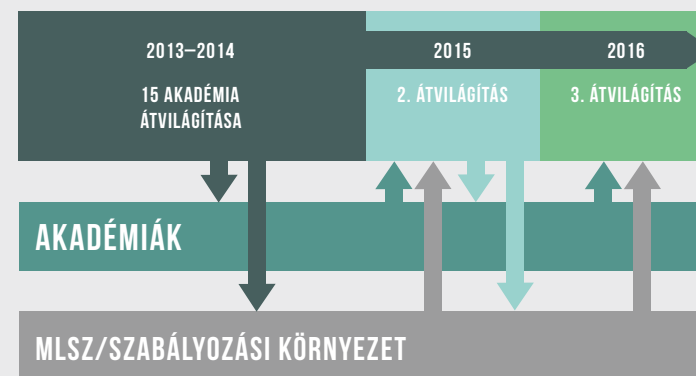 2013–2014
15 AKADÉMIA
ÁTVILÁGÍTÁSA
2015
2. ÁTVILÁGÍTÁS
2016
3. ÁTVILÁGÍTÁS
AKADÉMIÁK
MLSZ/SZABÁLYOZÁSI KÖRNYEZET